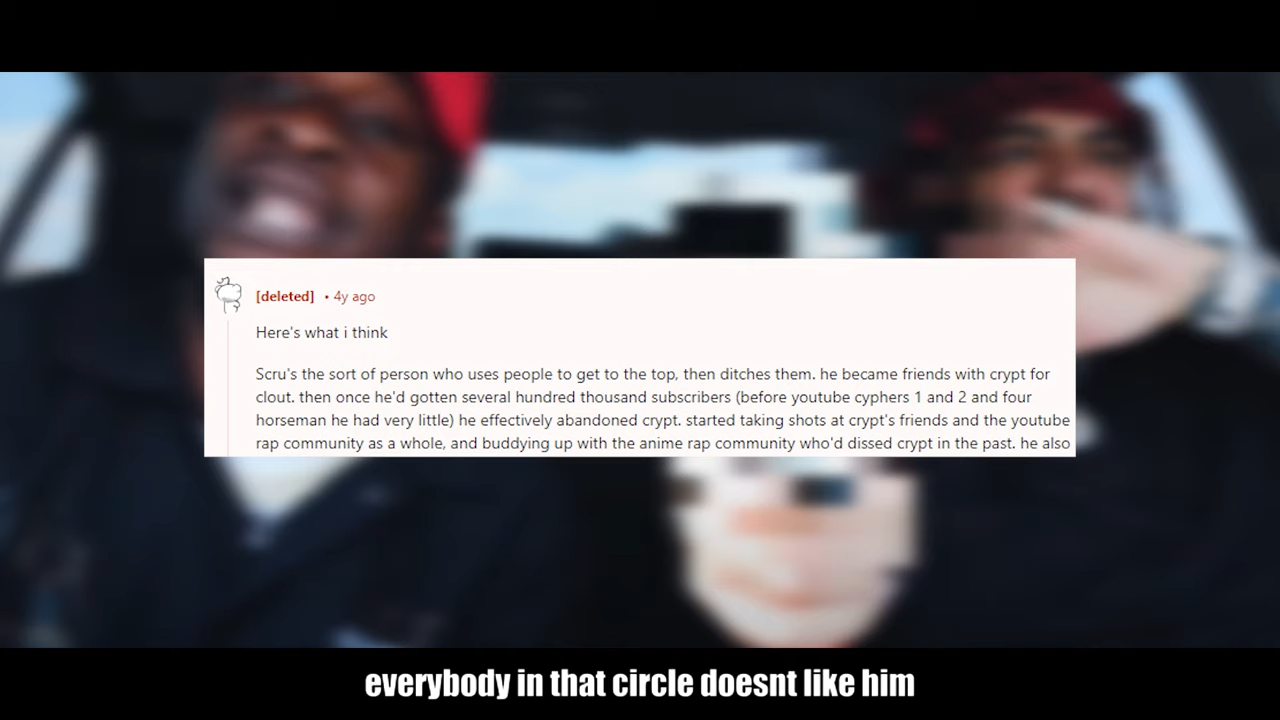 [deleted] • 4y ago
Here's what i think
Scru's the sort of person who uses people to get to the top, then ditches them. he became friends with crypt for
clout. then once he'd gotten several hundred thousand subscribers (before youtube cyphers 1 and 2 and four
horseman he had very little) he effectively abandoned crypt. started taking shots at crypt's friends and the youtube
rap community as a whole, and buddying up with the anime rap community who'd dissed crypt in the past. he also
everybody in that circle doesnt like him